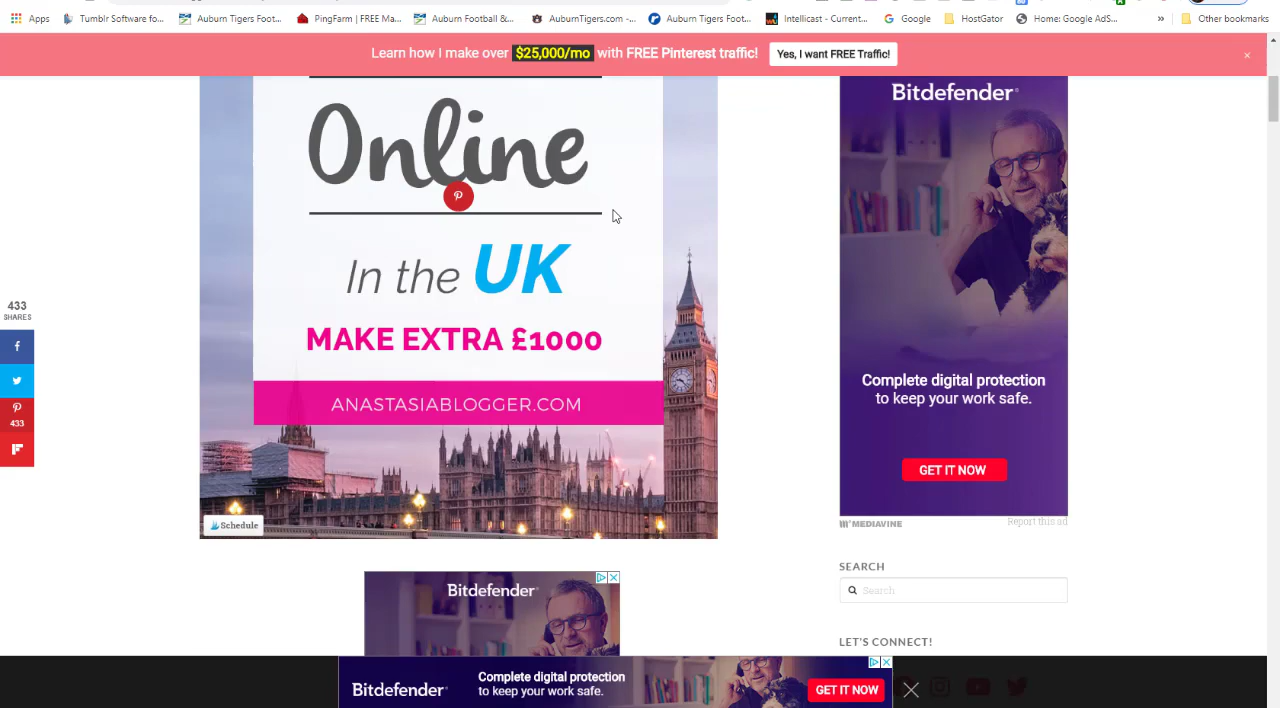 Apps
Tumblr Software fo...
Auburn Tigers Foot...
PingFarm | FREE Ma...
Auburn Football &...
AuburnTigers.com -...
Auburn Tigers Foot...
Intellicast - Current...
Google
HostGator
Home: Google AdS...
»
Other bookmarks
Learn how I make over $25,000/mo with FREE Pinterest traffic!
Yes, I want FREE Traffic!
×
Online
In the UK
MAKE EXTRA £1000
ANASTASIABLOGGER.COM
Schedule
433
SHARES
433
Bitdefender
Complete digital protection
to keep your work safe.
GET IT NOW
MEDIAVINE
Report this ad
SEARCH
Search
LET'S CONNECT!
Bitdefender
Bitdefender
Complete digital protection
to keep your work safe.
GET IT NOW